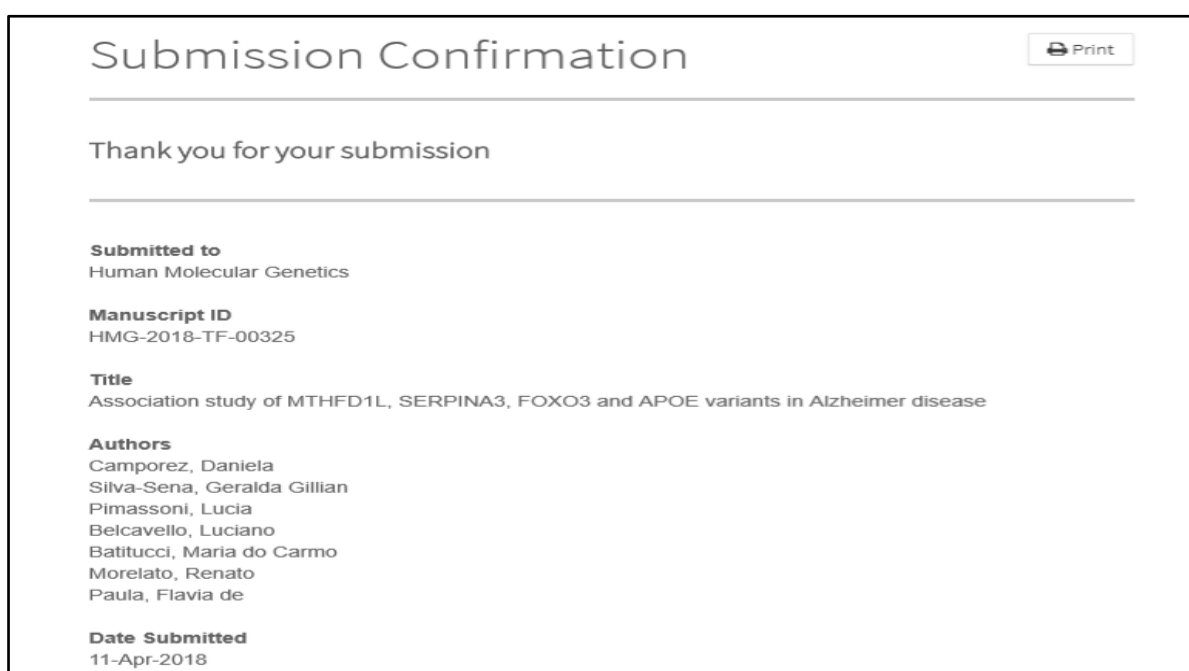 Submission Confirmation
Print
Thank you for your submission
Submitted to
Human Molecular Genetics
Manuscript ID
HMG-2018-TF-00325
Title
Association study of MTHFD1L, SERPINA3, FOXO3 and APOE variants in Alzheimer disease
Authors
Camporez, Daniela
Silva-Sena, Geralda Gillian
Pimassoni, Lucia
Belcavello, Luciano
Batitucci, Maria do Carmo
Morelato, Renato
Paula, Flavia de
Date Submitted
11-Apr-2018